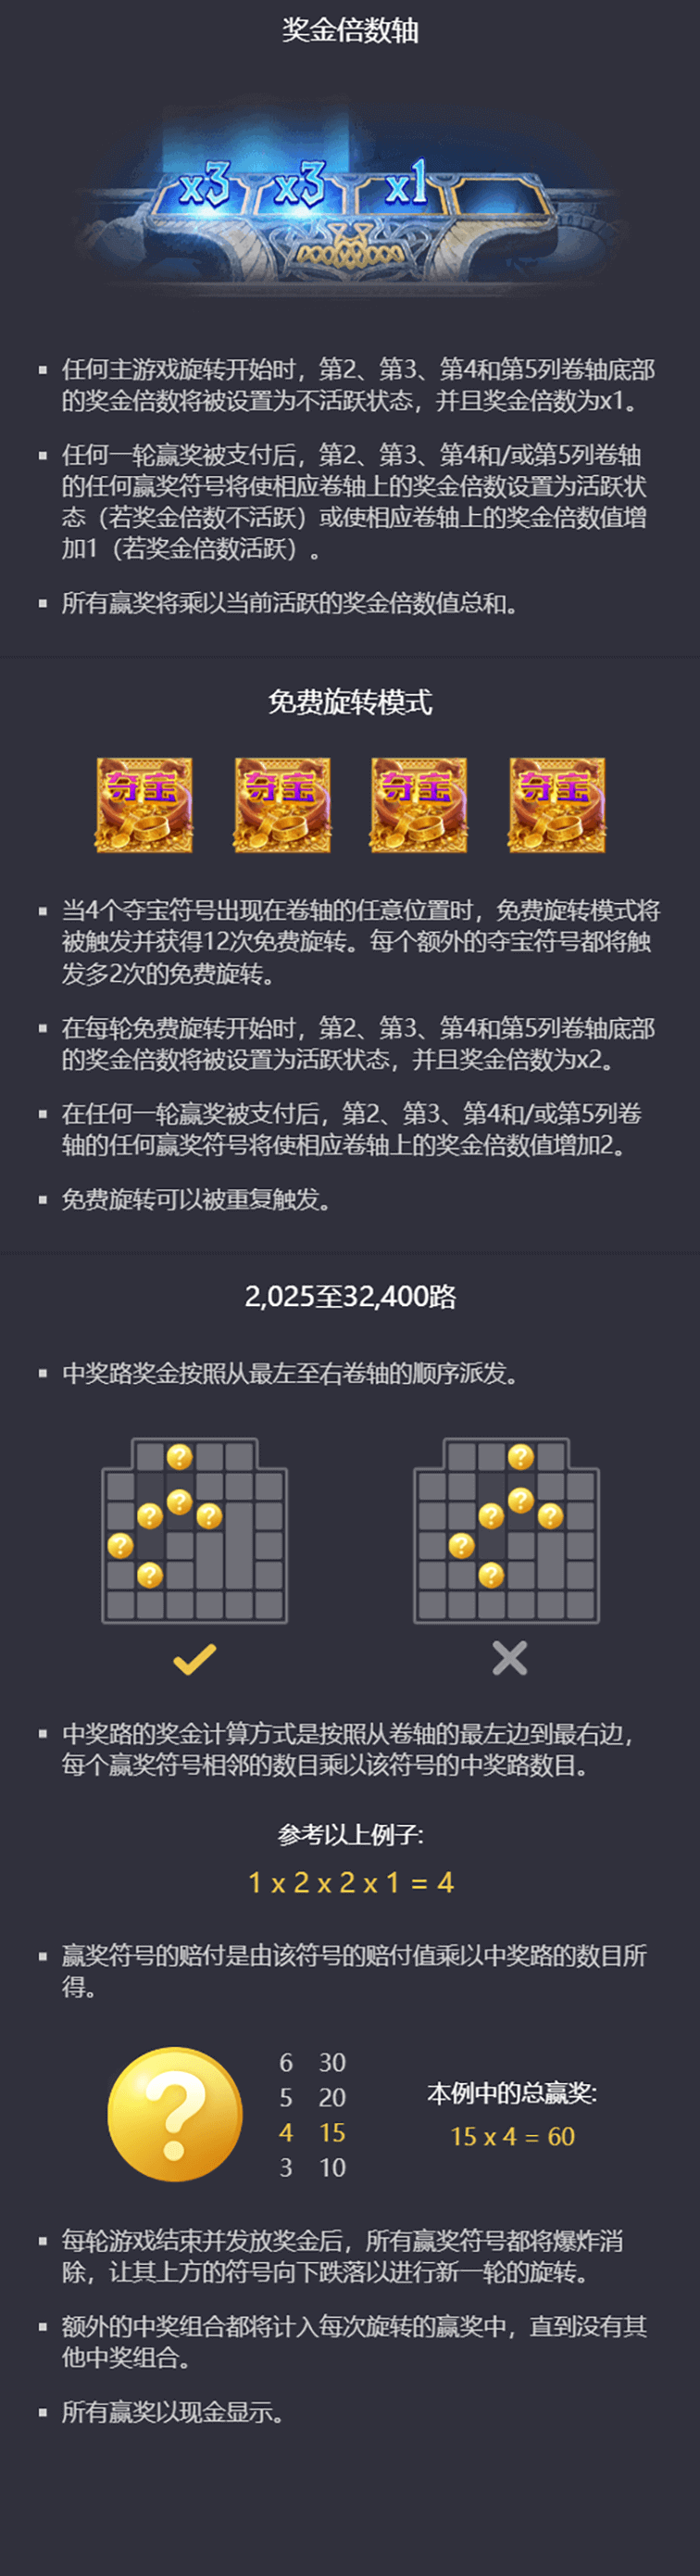 奖金倍数轴
x3 x3 x1
任何主游戏旋转开始时，第2、第3、第4和第5列卷轴底部
的奖金倍数将被设置为不活跃状态，并且奖金倍数为x1。
任何一轮赢奖被支付后，第2、第3、第4和/或第5列卷轴
的任何赢奖符号将使相应卷轴上的奖金倍数设置为活跃状
态（若奖金倍数不活跃）或使相应卷轴上的奖金倍数值增
加1（若奖金倍数活跃）。
所有赢奖将乘以当前活跃的奖金倍数值总和。
免费旋转模式
夺宝 夺宝 夺宝 夺宝
当4个夺宝符号出现在卷轴的任意位置时，免费旋转模式将
被触发并获得12次免费旋转。每个额外的夺宝符号都将触
发多2次的免费旋转。
在每轮免费旋转开始时，第2、第3、第4和第5列卷轴底部
的奖金倍数将被设置为活跃状态，并且奖金倍数为x2。
在任何一轮赢奖被支付后，第2、第3、第4和/或第5列卷
轴的任何赢奖符号将使相应卷轴上的奖金倍数值增加2。
免费旋转可以被重复触发。
2,025至32,400路
中奖路奖金按照从最左至右卷轴的顺序派发。
? ?
? ?
? ? ? ?
? ?
? ?
中奖路的奖金计算方式是按照从卷轴的最左边到最右边，
每个赢奖符号相邻的数目乘以该符号的中奖路数目。
参考以上例子:
1 x 2 x 2 x 1 = 4
赢奖符号的赔付是由该符号的赔付值乘以中奖路的数目所
得。
?
6 30
5 20
4 15
3 10
本例中的总赢奖:
15 x 4 = 60
每轮游戏结束并发放奖金后，所有赢奖符号都将爆炸消
除，让其上方的符号向下跌落以进行新一轮的旋转。
额外的中奖组合都将计入每次旋转的赢奖中，直到没有其
他中奖组合。
所有赢奖以现金显示。